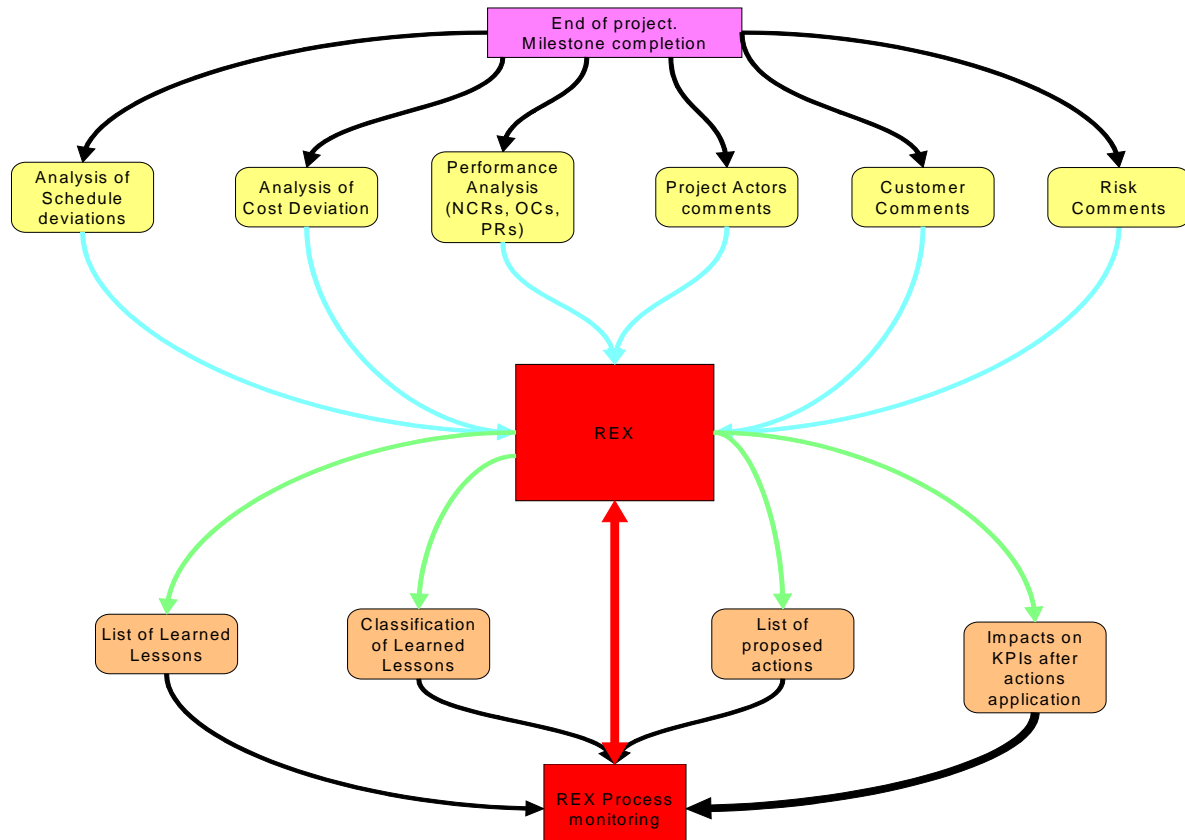 End of project.
Milestone completion
Analysis of
Schedule
deviations
Analysis of
Cost Deviation
Performance
Analysis
(NCRs, OCs,
PRs)
Project Actors
comments
Customer
Comments
Risk
Comments
REX
List of Learned
Lessons
Classification
of Learned
Lessons
List of
proposed
actions
Impacts on
KPIs after
actions
application
REX Process
monitoring